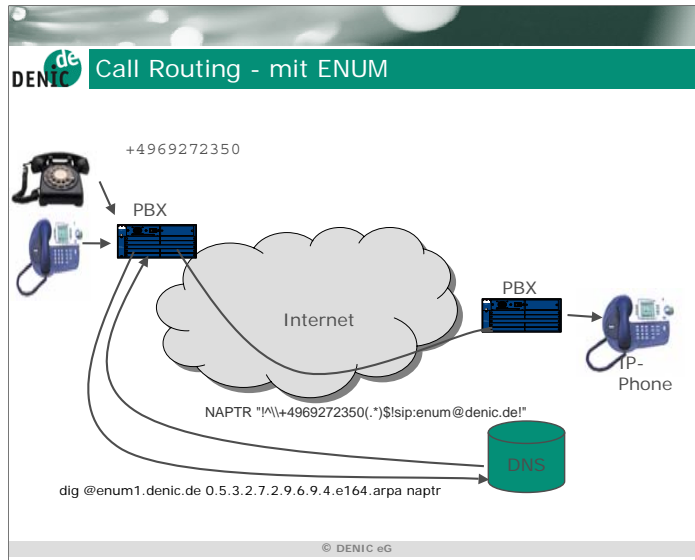 de
DENIC
Call Routing - mit ENUM
+4969272350
PBX
PBX
Internet
IP-
Phone
NAPTR "!^\\+4969272350(.*)$!sip:enum@denic.de!"
DNS
dig @enum1.denic.de 0.5.3.2.7.2.9.6.9.4.e164.arpa naptr
© DENIC eG